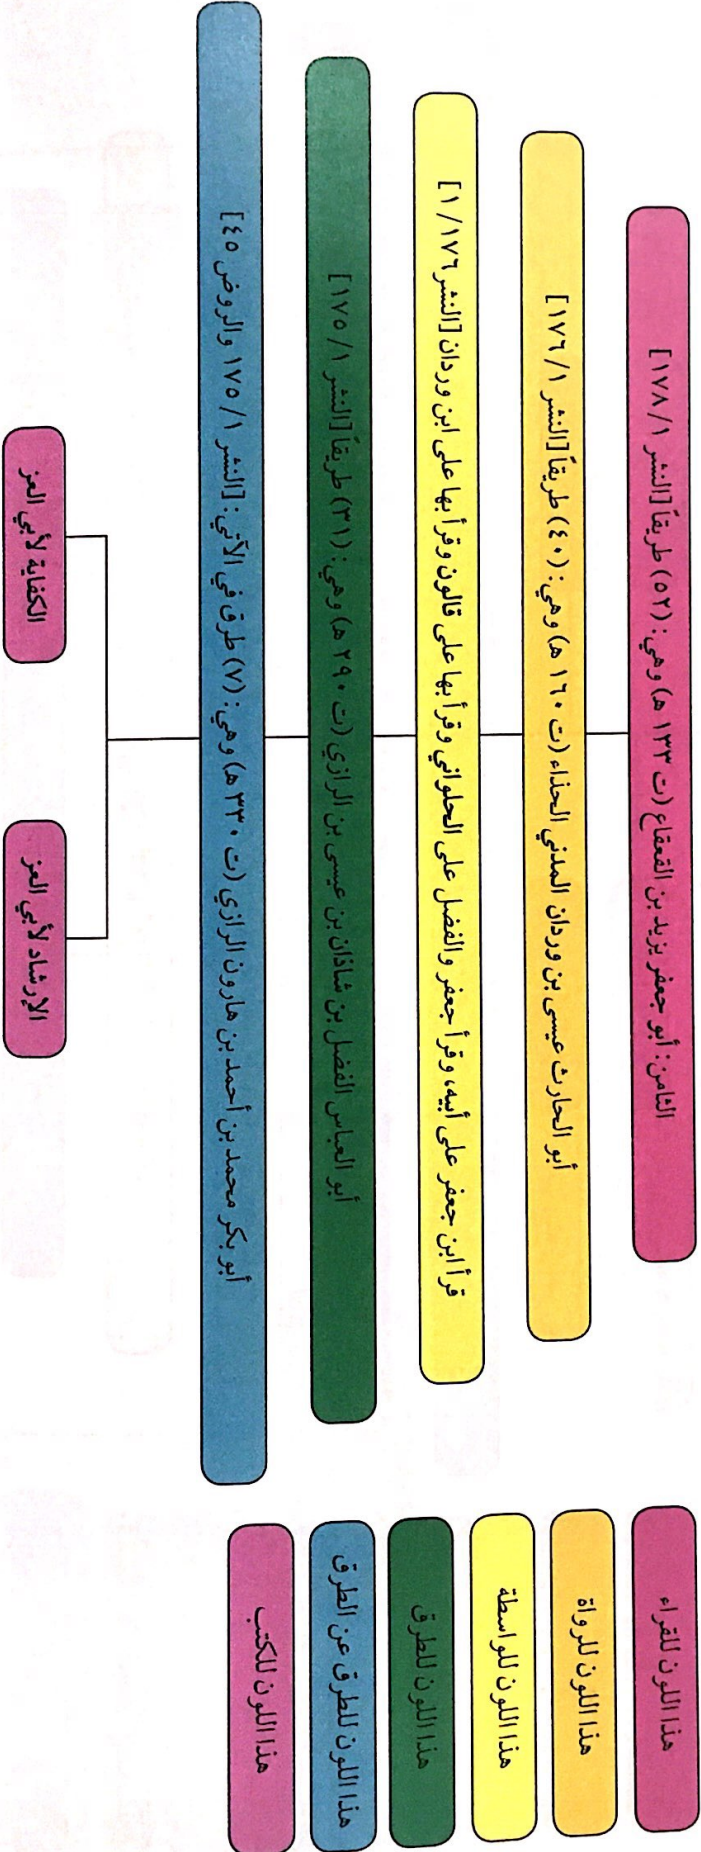 الثامن: أبو جعفر يزيد بن القعقاع (ت ١٣٣ هـ) وهي: (٥٢) طريقاً [النشر ١/ ١٧٨]
أبو الحارث عيسى بن وردان المدني الحذاء (ت ١٦٠ هـ) وهي: (٤٠) طريقاً [النشر ١/ ١٧٦]
قرأ ابن جعفر على أبيه، وقرأ جعفر والفضل على الحلواني وقرأ بها على قالون وقرأ بها على ابن وردان [النشر ١٧٦/ ١]
أبو العباس الفضل بن شاذان بن عيسى بن الرازي (ت ٢٩٠ هـ) وهي: (٣١) طريقاً [النشر ١/ ١٧٥]
أبو بكر محمد بن أحمد بن هارون الرازي (ت ٣٣٠ هـ) وهي: (٧) طرق في الآتي: [النشر ١/ ١٧٥ والروض ٤٥]
الإرشاد لأبي العز
الكفاية لأبي العز
هذا اللون للقراء
هذا اللون للرواة
هذا اللون للواسطة
هذا اللون للطرق
هذا اللون للطرق عن الطرق
هذا اللون للكتب